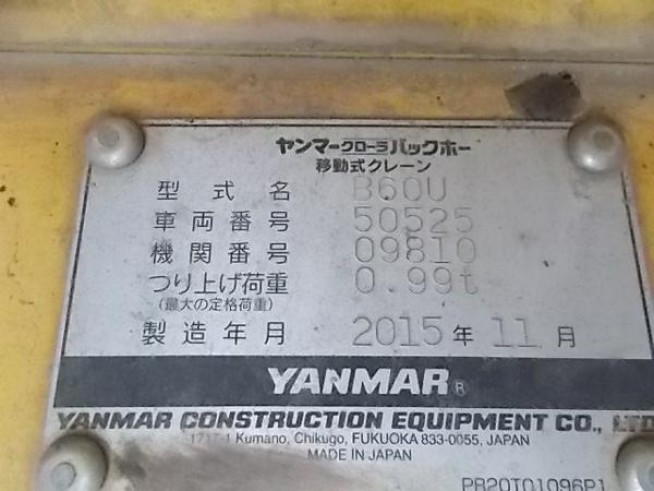 ヤンマークローラバックホー
移動式クレーン
型式名 B60U
車両番号 50525
機関番号 09810
つり上げ荷重 0.99t
(最大の定格荷重)
製造年月 2015年11月
YANMAR®
YANMAR CONSTRUCTION EQUIPMENT CO., LTD
1717-1 Kumano, Chikugo, FUKUOKA 833-0055, JAPAN
MADE IN JAPAN
PR20T01096P1